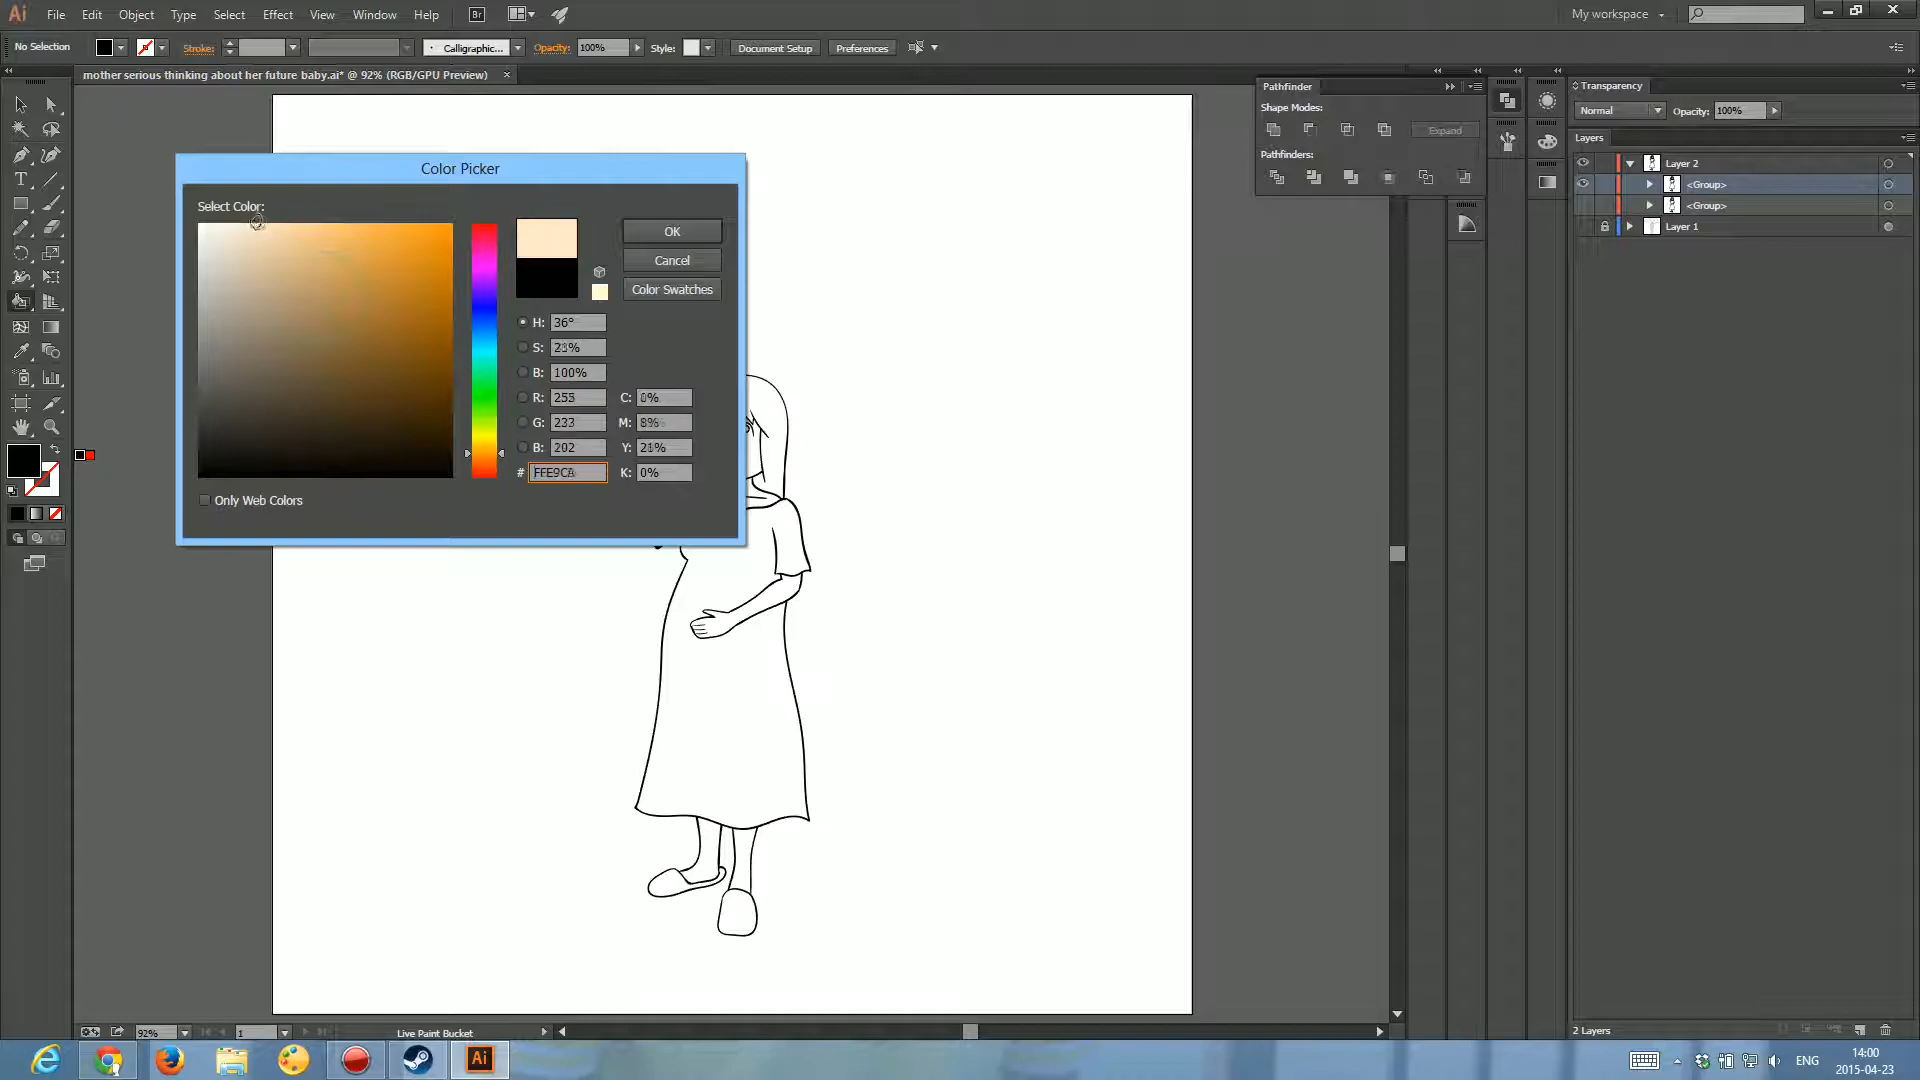 Ai File Edit Object Type Select Effect View Window Help Br My workspace
No Selection Stroke: Calligraphic... Opacity: 100% Style: Document Setup Preferences
mother serious thinking about her future baby.ai* @ 92% (RGB/GPU Preview) ×
Pathfinder
Shape Modes:
Expand
Pathfinders:
Transparency
Normal Opacity: 100%
Layers
Layer 2
<Group>
<Group>
Layer 1
Color Picker
Select Color:
OK
Cancel
Color Swatches
H: 36°
S: 21%
B: 100%
R: 255 C: 0%
G: 233 M: 8%
B: 202 Y: 21%
# FFE9CA K: 0%
Only Web Colors
92% 1 Live Paint Bucket
2 Layers
Ai ENG 14:00
2015-04-23